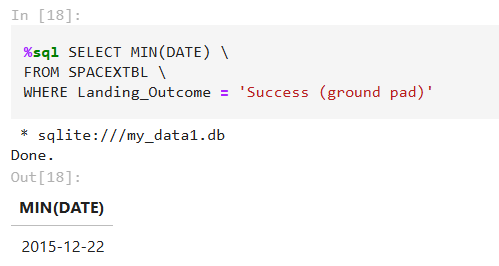 In [18]:
%sql SELECT MIN(DATE) \
FROM SPACEXTBL \
WHERE Landing_Outcome = 'Success (ground pad)'
* sqlite:///my_data1.db
Done.
Out[18]:
MIN(DATE)
2015-12-22